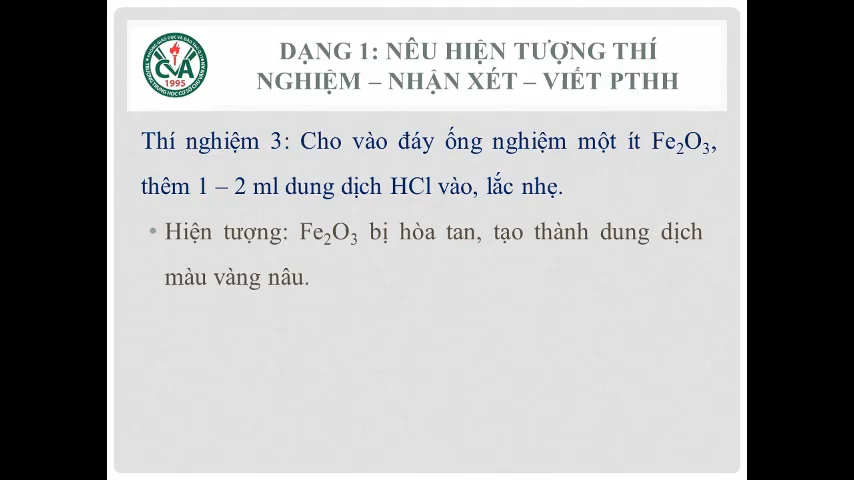 DẠNG 1: NÊU HIỆN TƯỢNG THÍ
NGHIỆM – NHẬN XÉT – VIẾT PTHH
CVA
1995
Thí nghiệm 3: Cho vào đáy ống nghiệm một ít Fe₂O₃,
thêm 1 – 2 ml dung dịch HCl vào, lắc nhẹ.
• Hiện tượng: Fe₂O₃ bị hòa tan, tạo thành dung dịch
màu vàng nâu.